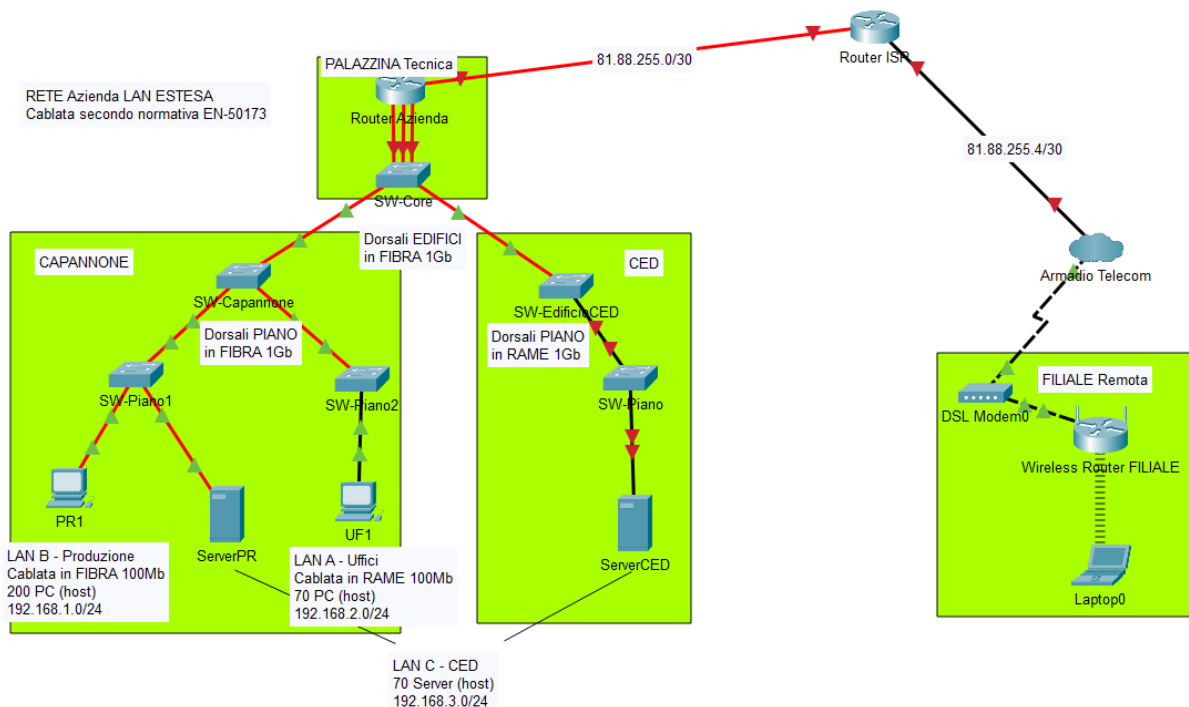 PALAZZINA Tecnica
Router Azienda
SW-Core
81.88.255.0/30
Router ISP
RETE Azienda LAN ESTESA
Cablata secondo normativa EN-50173
81.88.255.4/30
Armadio Telecom
Dorsali EDIFICI
in FIBRA 1Gb
CAPANNONE
SW-Capannone
Dorsali PIANO
in FIBRA 1Gb
SW-Piano1
SW-Piano2
PR1
ServerPR
UF1
LAN B - Produzione
Cablata in FIBRA 100Mb
200 PC (host)
192.168.1.0/24
LAN A - Uffici
Cablata in RAME 100Mb
70 PC (host)
192.168.2.0/24
CED
SW-EdificioCED
Dorsali PIANO
in RAME 1Gb
SW-Piano
ServerCED
LAN C - CED
70 Server (host)
192.168.3.0/24
FILIALE Remota
DSL Modem0
Wireless Router FILIALE
Laptop0